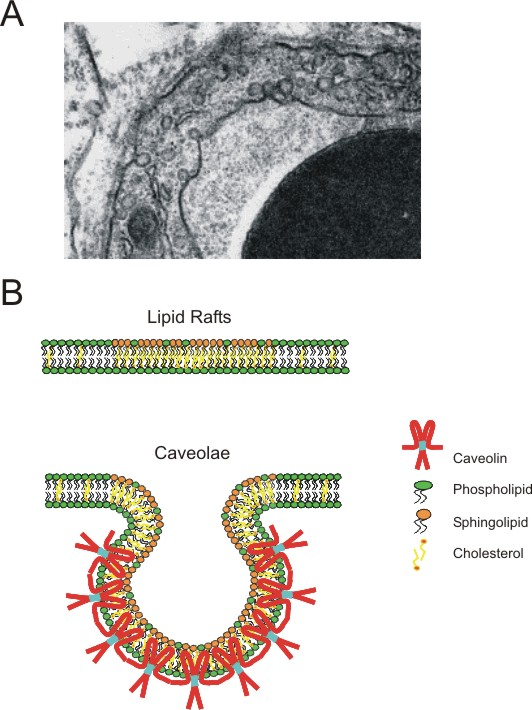 A
B
Lipid Rafts
Caveolae
Caveolin
Phospholipid
Sphingolipid
Cholesterol